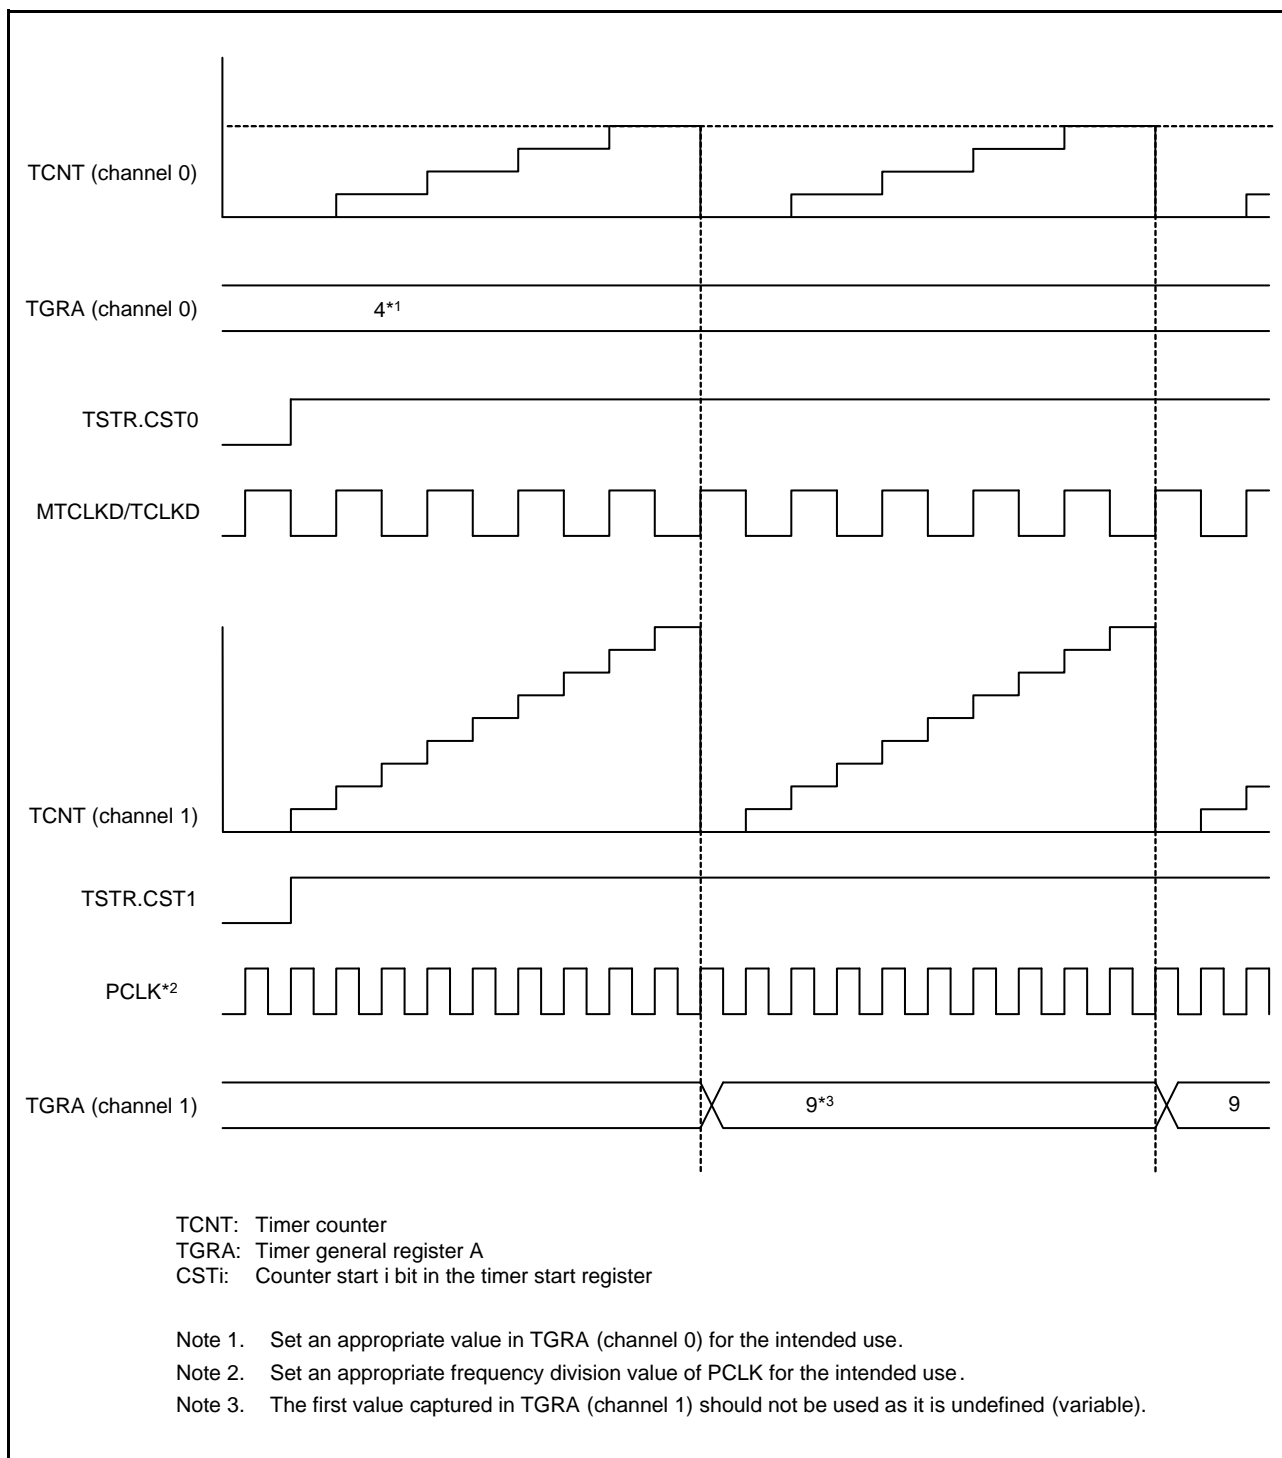 TCNT (channel 0)
TGRA (channel 0)
4*1
TSTR.CST0
MTCLKD/TCLKD
TCNT (channel 1)
TSTR.CST1
PCLK*2
TGRA (channel 1)
9*3
9
TCNT: Timer counter
TGRA: Timer general register A
CSTi: Counter start i bit in the timer start register
Note 1. Set an appropriate value in TGRA (channel 0) for the intended use.
Note 2. Set an appropriate frequency division value of PCLK for the intended use.
Note 3. The first value captured in TGRA (channel 1) should not be used as it is undefined (variable).